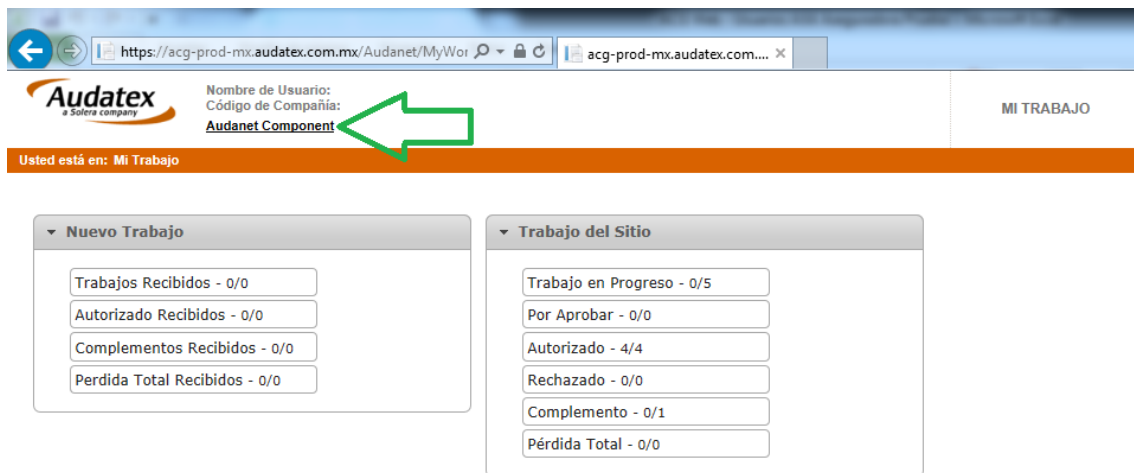 https://acg-prod-mx.audatex.com.mx/Audanet/MyWor
acg-prod-mx.audatex.com....
Audatex
a Solera company
Nombre de Usuario:
Código de Compañía:
Audanet Component
MI TRABAJO
Usted está en: Mi Trabajo
Nuevo Trabajo
Trabajos Recibidos - 0/0
Autorizado Recibidos - 0/0
Complementos Recibidos - 0/0
Perdida Total Recibidos - 0/0
Trabajo del Sitio
Trabajo en Progreso - 0/5
Por Aprobar - 0/0
Autorizado - 4/4
Rechazado - 0/0
Complemento - 0/1
Pérdida Total - 0/0